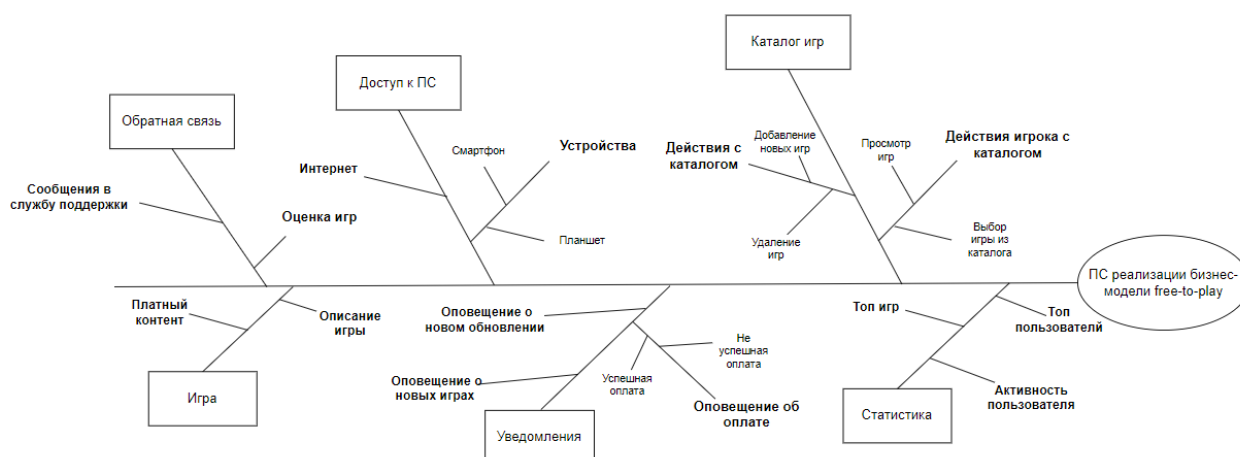 Каталог игр
Доступ к ПС
Обратная связь
Сообщения в
службу поддержки
Оценка игр
Интернет
Смартфон
Устройства
Планшет
Действия с
каталогом
Добавление
новых игр
Удаление
игр
Просмотр
игр
Действия игрока с
каталогом
Выбор
игры из
каталога
ПС реализации бизнес-
модели free-to-play
Платный
контент
Описание
игры
Игра
Оповещение о
новом обновлении
Оповещение о
новых играх
Успешная
оплата
Не
успешная
оплата
Оповещение об
оплате
Уведомления
Топ игр
Топ
пользователй
Активность
пользователя
Статистика